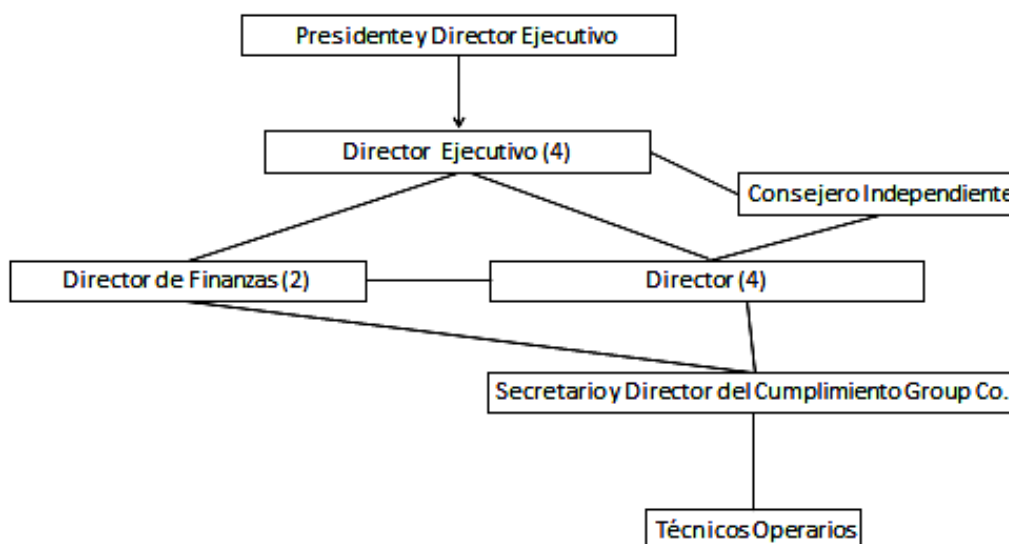 Presidente y Director Ejecutivo
Director Ejecutivo (4)
Consejero Independiente
Director de Finanzas (2)
Director (4)
Secretario y Director del Cumplimiento Group Co..
Técnicos Operarios